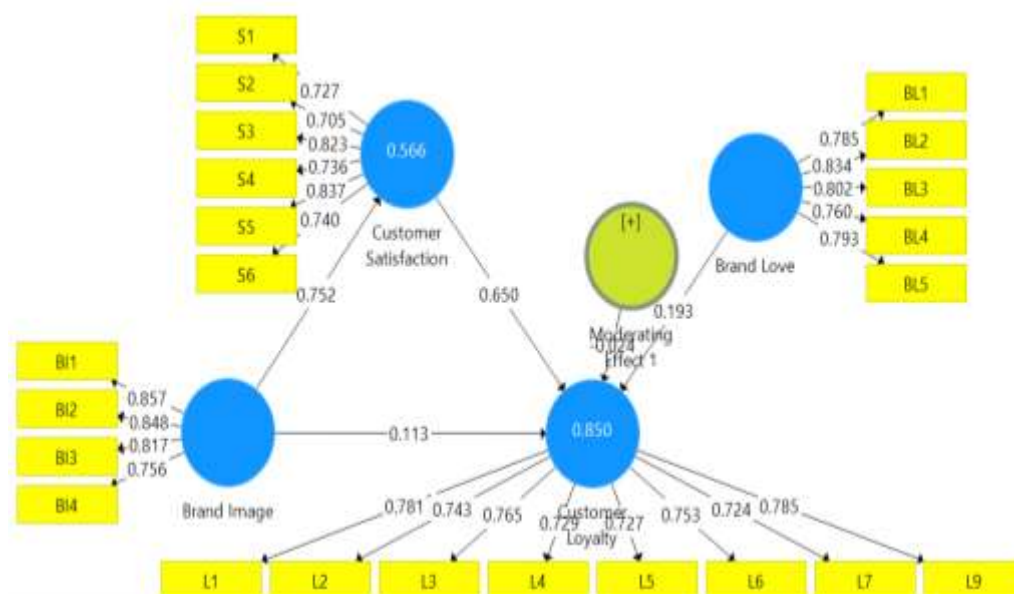 S1
S2
S3
S4
S5
S6
0.727
0.705
0.823
0.736
0.837
0.740
0.566
Customer
Satisfaction
BL1
BL2
BL3
BL4
BL5
0.785
0.834
0.802
0.760
0.793
Brand Love
[+]
Moderating
Effect 1
-0.024
0.193
0.752
0.650
BI1
BI2
BI3
BI4
0.857
0.848
0.817
0.756
Brand Image
0.113
0.850
Customer
Loyalty
0.781
0.743
0.765
0.729
0.727
0.753
0.724
0.785
L1
L2
L3
L4
L5
L6
L7
L9